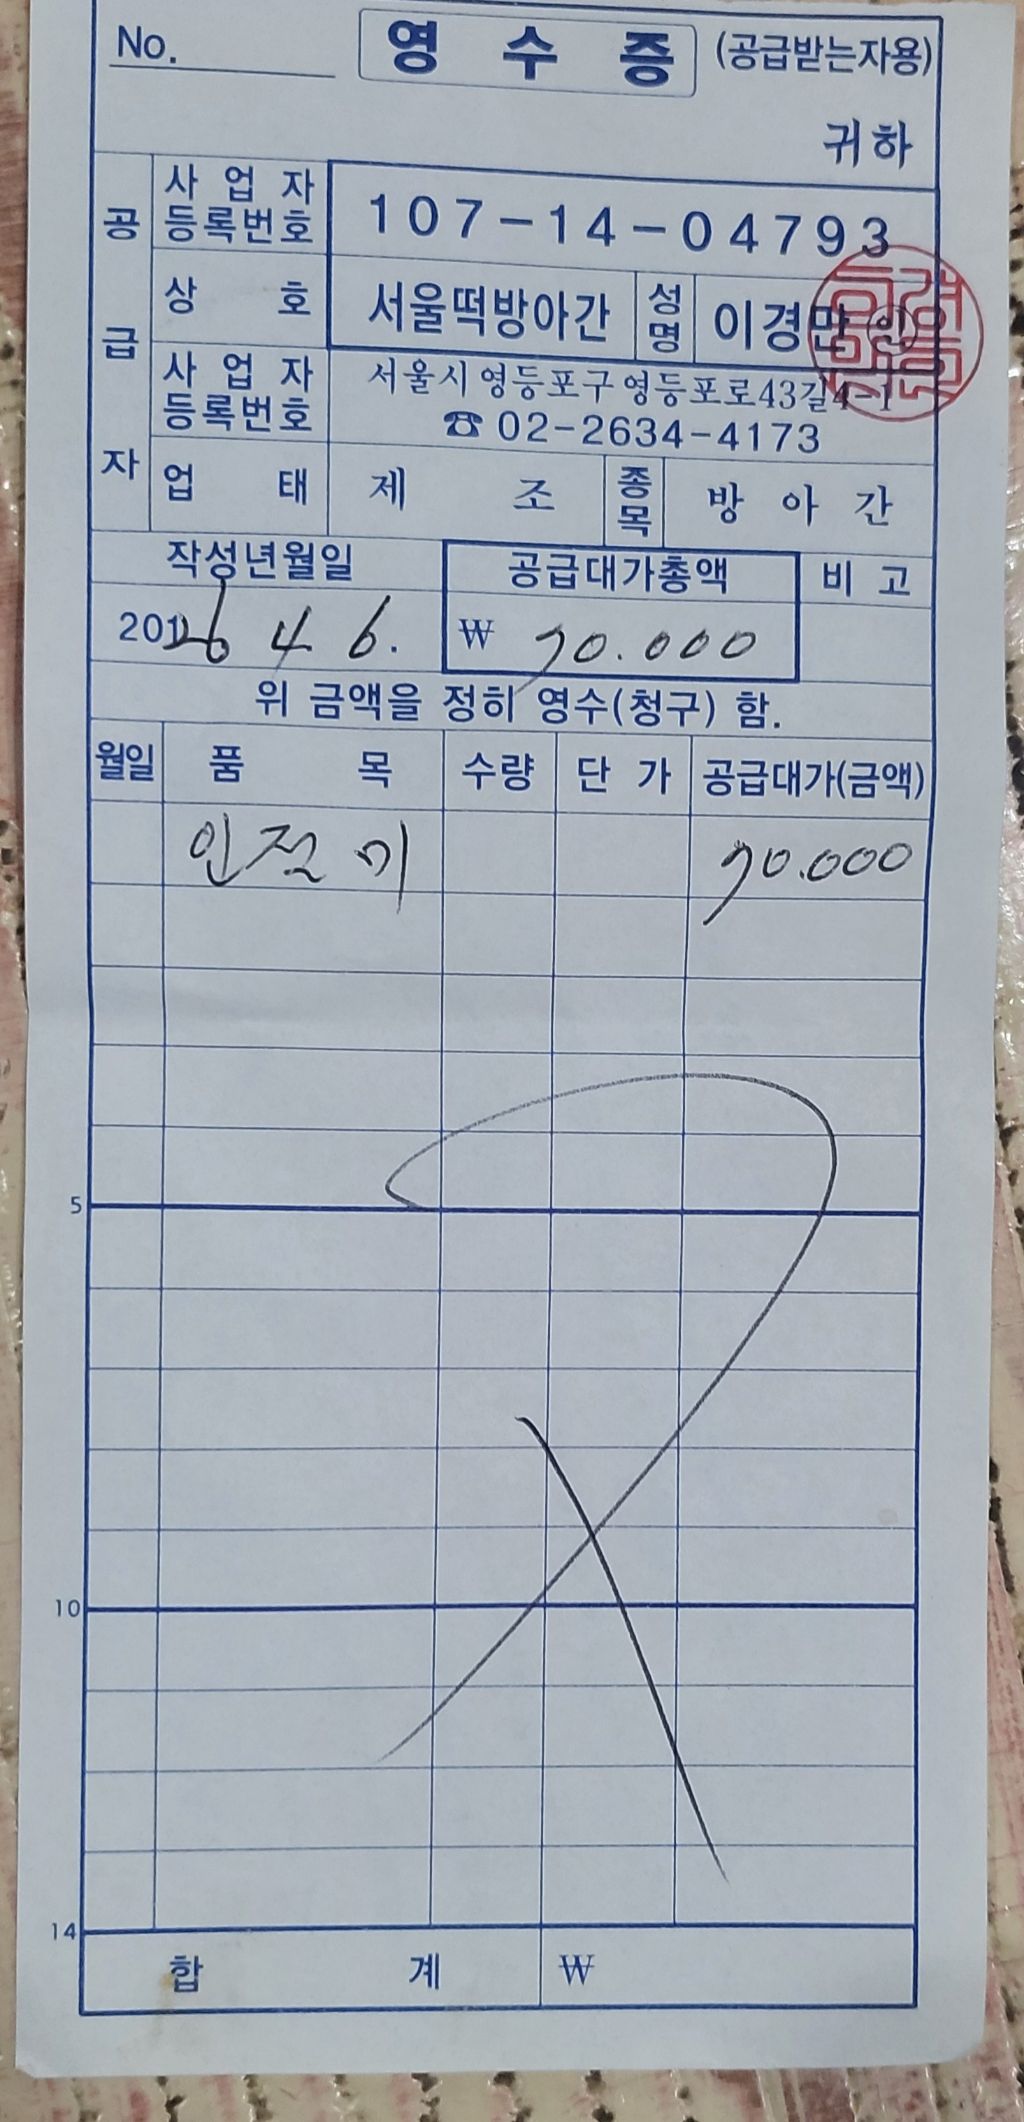 No. 영수증 (공급받는자용)
귀하
공급자
사업자등록번호 107-14-04793
상호 서울떡방아간 성명 이경만 인
사업자등록번호 서울시 영등포구 영등포로43길4-1
☎ 02-2634-4173
업태 제조 종목 방아간
작성년월일 공급대가총액 비고
2026 4 6. ₩ 70.000
위 금액을 정히 영수(청구) 함.
월일 품목 수량 단가 공급대가(금액)
인절미 70.000
5
10
14
합계 ₩